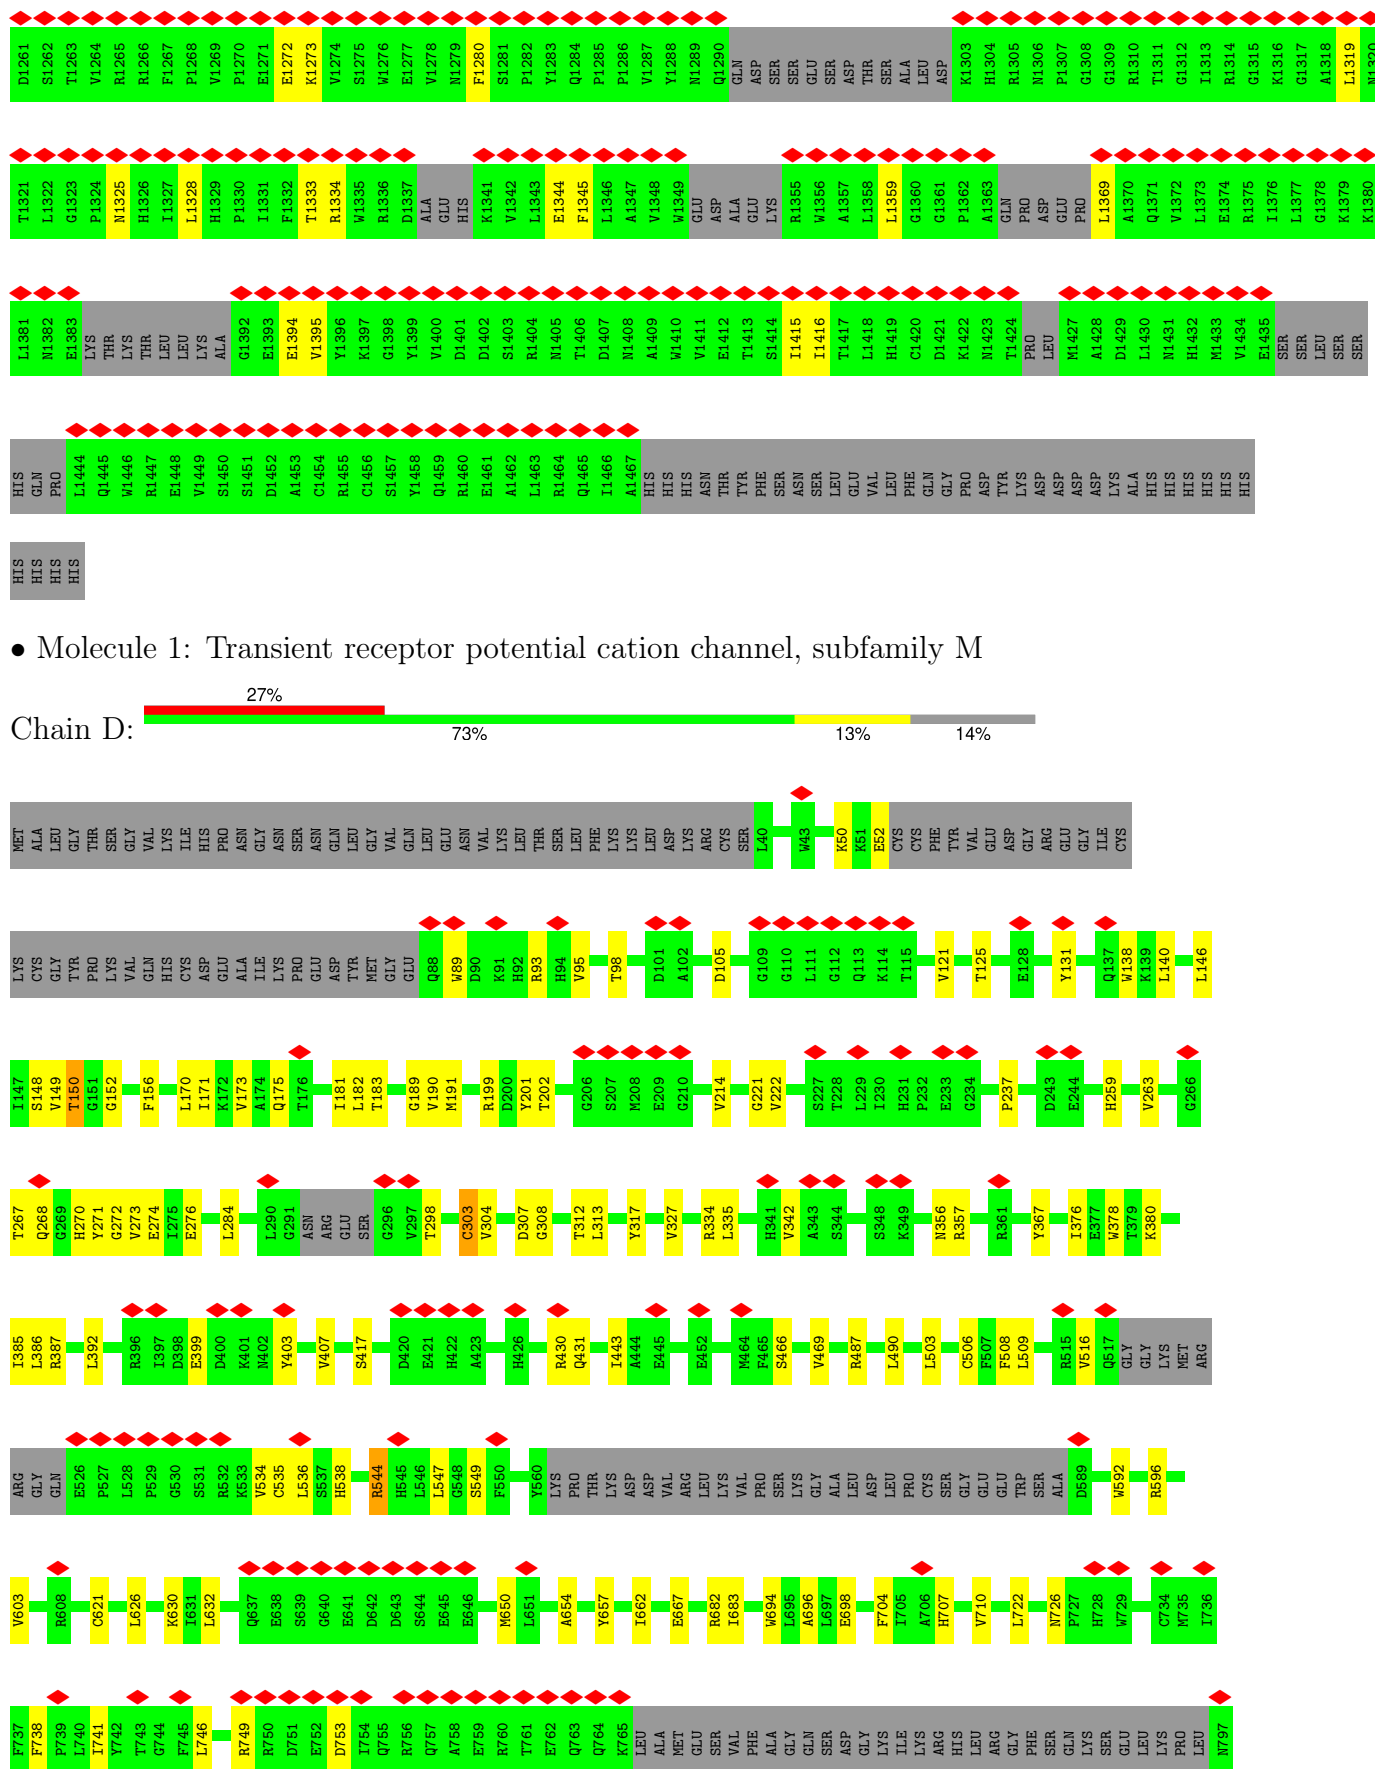 D1261 S1262 T1263 V1264 R1265 R1266 F1267 P1268 V1269 P1270 E1271 E1272 K1273 V1274 S1275 W1276 E1277 V1278 N1279 F1280 S1281 P1282 Y1283 Q1284 P1285 P1286 V1287 Y1288 N1289 Q1290 GLN ASP SER SER GLU SER ASP THR SER ALA LEU ASP K1303 H1304 R1305 N1306 P1307 G1308 G1309 R1310 T1311 G1312 I1313 R1314 G1315 K1316 G1317 A1318 L1319 N1320
T1321 L1322 G1323 P1324 N1325 H1326 I1327 L1328 H1329 P1330 I1331 F1332 T1333 R1334 W1335 R1336 D1337 ALA GLU HIS K1341 V1342 L1343 E1344 F1345 L1346 A1347 V1348 W1349 GLU ASP ALA GLU LYS R1355 W1356 A1357 L1358 L1359 G1360 G1361 P1362 A1363 GLN PRO ASP GLU PRO L1369 A1370 Q1371 V1372 L1373 E1374 R1375 I1376 L1377 G1378 K1379 K1380
L1381 N1382 E1383 LYS THR LYS THR LEU LEU LYS ALA G1392 E1393 E1394 V1395 Y1396 K1397 G1398 Y1399 V1400 D1401 D1402 S1403 R1404 N1405 T1406 D1407 N1408 A1409 W1410 V1411 E1412 T1413 S1414 I1415 I1416 T1417 L1418 H1419 C1420 D1421 K1422 N1423 T1424 PRO LEU M1427 A1428 D1429 L1430 N1431 H1432 M1433 V1434 E1435 SER SER LEU SER SER
HIS GLN PRO L1444 Q1445 W1446 R1447 E1448 V1449 S1450 S1451 D1452 A1453 C1454 R1455 C1456 S1457 Y1458 Q1459 R1460 E1461 A1462 L1463 R1464 Q1465 I1466 A1467 HIS HIS HIS ASN THR TYR PHE SER ASN SER LEU GLU VAL LEU PHE GLN GLY PRO ASP TYR LYS ASP ASP ASP ASP LYS ALA HIS HIS HIS HIS HIS HIS
HIS HIS HIS HIS
• Molecule 1: Transient receptor potential cation channel, subfamily M
27%
Chain D:
73% 13% 14%
MET ALA LEU GLY THR SER GLY VAL LYS ILE HIS PRO ASN GLY ASN SER ASN GLN LEU GLY VAL GLN LEU GLU ASN VAL LYS LEU THR SER LEU PHE LYS LYS LEU ASP LYS ARG CYS SER L40 W43 K50 K51 E52 CYS CYS PHE TYR VAL GLU ASP GLY ARG GLU GLY ILE CYS
LYS CYS GLY TYR PRO LYS VAL GLN HIS CYS ASP GLU ALA ILE LYS PRO GLU ASP TYR MET GLY GLU Q88 W89 D90 K91 H92 R93 H94 V95 T98 D101 A102 D105 G109 G110 L111 G112 Q113 K114 T115 V121 T125 E128 Y131 Q137 W138 K139 L140 L146
I147 S148 V149 T150 G151 G152 F156 L170 I171 K172 V173 A174 Q175 T176 I181 L182 T183 G189 V190 M191 R199 D200 Y201 T202 G206 S207 M208 E209 G210 V214 G221 V222 S227 T228 L229 I230 H231 P232 E233 G234 P237 D243 E244 H259 V263 G266
T267 Q268 G269 H270 Y271 G272 V273 E274 I275 E276 L284 L290 G291 ASN ARG GLU SER G296 V297 T298 C303 V304 D307 G308 T312 L313 Y317 V327 R334 L335 H341 V342 A343 S344 S348 K349 N356 R357 R361 Y367 I376 E377 W378 T379 K380
I385 L386 R387 L392 R396 I397 D398 E399 D400 K401 N402 Y403 V407 S417 D420 E421 H422 A423 H426 R430 Q431 I443 A444 E445 E452 M464 F465 S466 V469 R487 L490 L503 C506 F507 F508 L509 R515 V516 Q517 GLY GLY LYS MET ARG
ARG GLY GLN E526 P527 L528 P529 G530 S531 R532 K533 V534 C535 L536 S537 H538 R544 H545 L546 L547 G548 S549 F550 Y560 LYS PRO THR LYS ASP ASP VAL ARG LEU LYS VAL PRO SER LYS GLY ALA LEU ASP LEU PRO CYS SER GLY GLU GLU TRP SER ALA D589 W592 R596
V603 R608 C621 L626 K630 I631 L632 Q637 E638 S639 G640 E641 D642 D643 S644 E645 E646 M650 L651 A654 Y657 I662 E667 R682 I683 W694 L695 A696 L697 E698 F704 I705 A706 H707 V710 L722 N726 P727 H728 W729 C734 M735 I736
F737 F738 P739 L740 I741 Y742 T743 G744 F745 L746 R749 R750 D751 E752 D753 I754 Q755 R756 Q757 A758 E759 R760 T761 E762 Q763 Q764 K765 LEU ALA MET GLU SER VAL PHE ALA GLY GLN SER ASP GLY LYS ILE LYS ARG HIS LEU ARG GLY PHE SER GLN LYS SER GLU LEU LYS PRO LEU N797